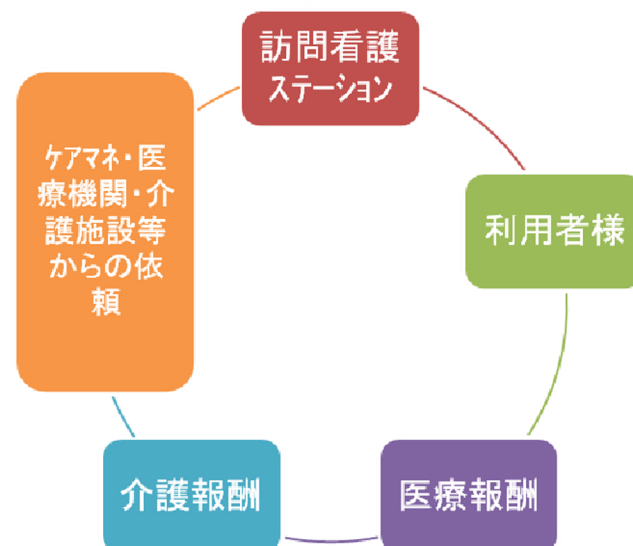 訪問看護
ステーション
利用者様
医療報酬
介護報酬
ケアマネ・医
療機関・介
護施設等
からの依
頼